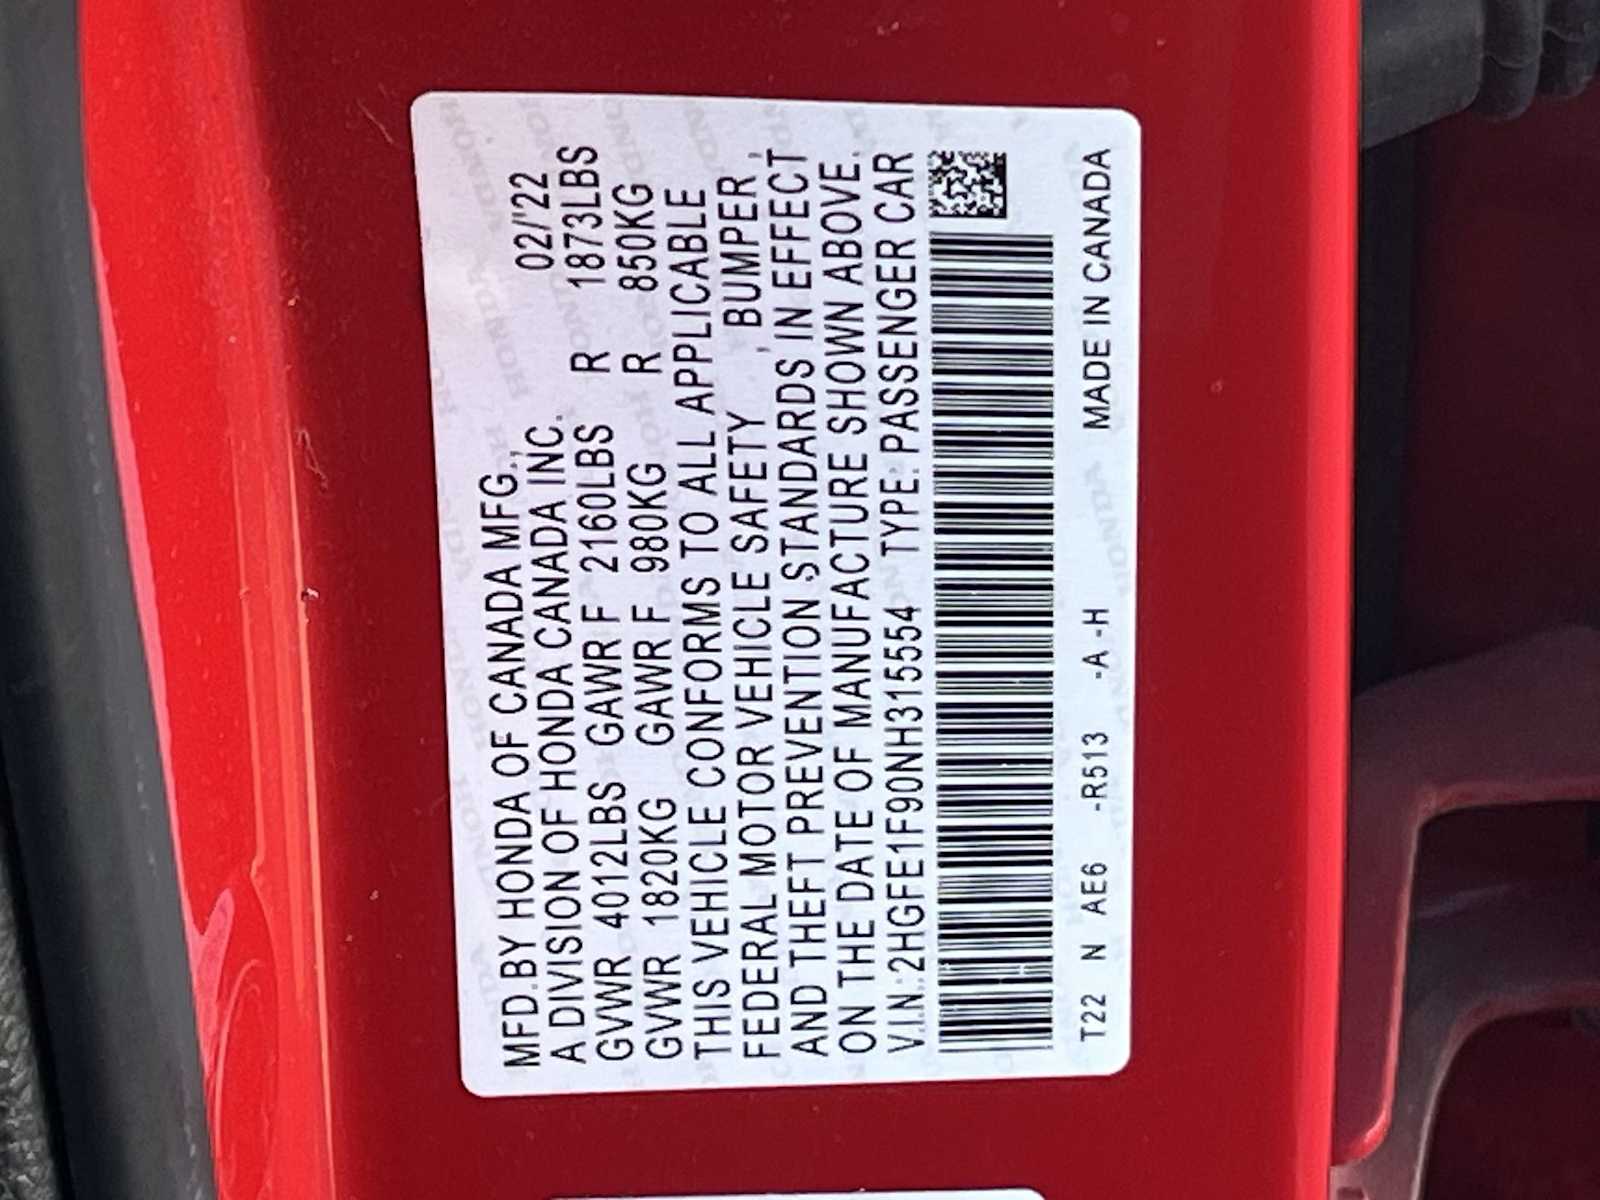 MFD.BY HONDA OF CANADA MFG., 02/'22
A DIVISION OF HONDA CANADA INC.
GVWR 4012LBS GAWR F 2160LBS R 1873LBS
GVWR 1820KG GAWR F 980KG R 850KG
THIS VEHICLE CONFORMS TO ALL APPLICABLE
FEDERAL MOTOR VEHICLE SAFETY , BUMPER ,
AND THEFT PREVENTION STANDARDS IN EFFECT
ON THE DATE OF MANUFACTURE SHOWN ABOVE.
V.I.N.:2HGFE1F90NH315554 TYPE: PASSENGER CAR
T22 N AE6 -R513 -A -H MADE IN CANADA